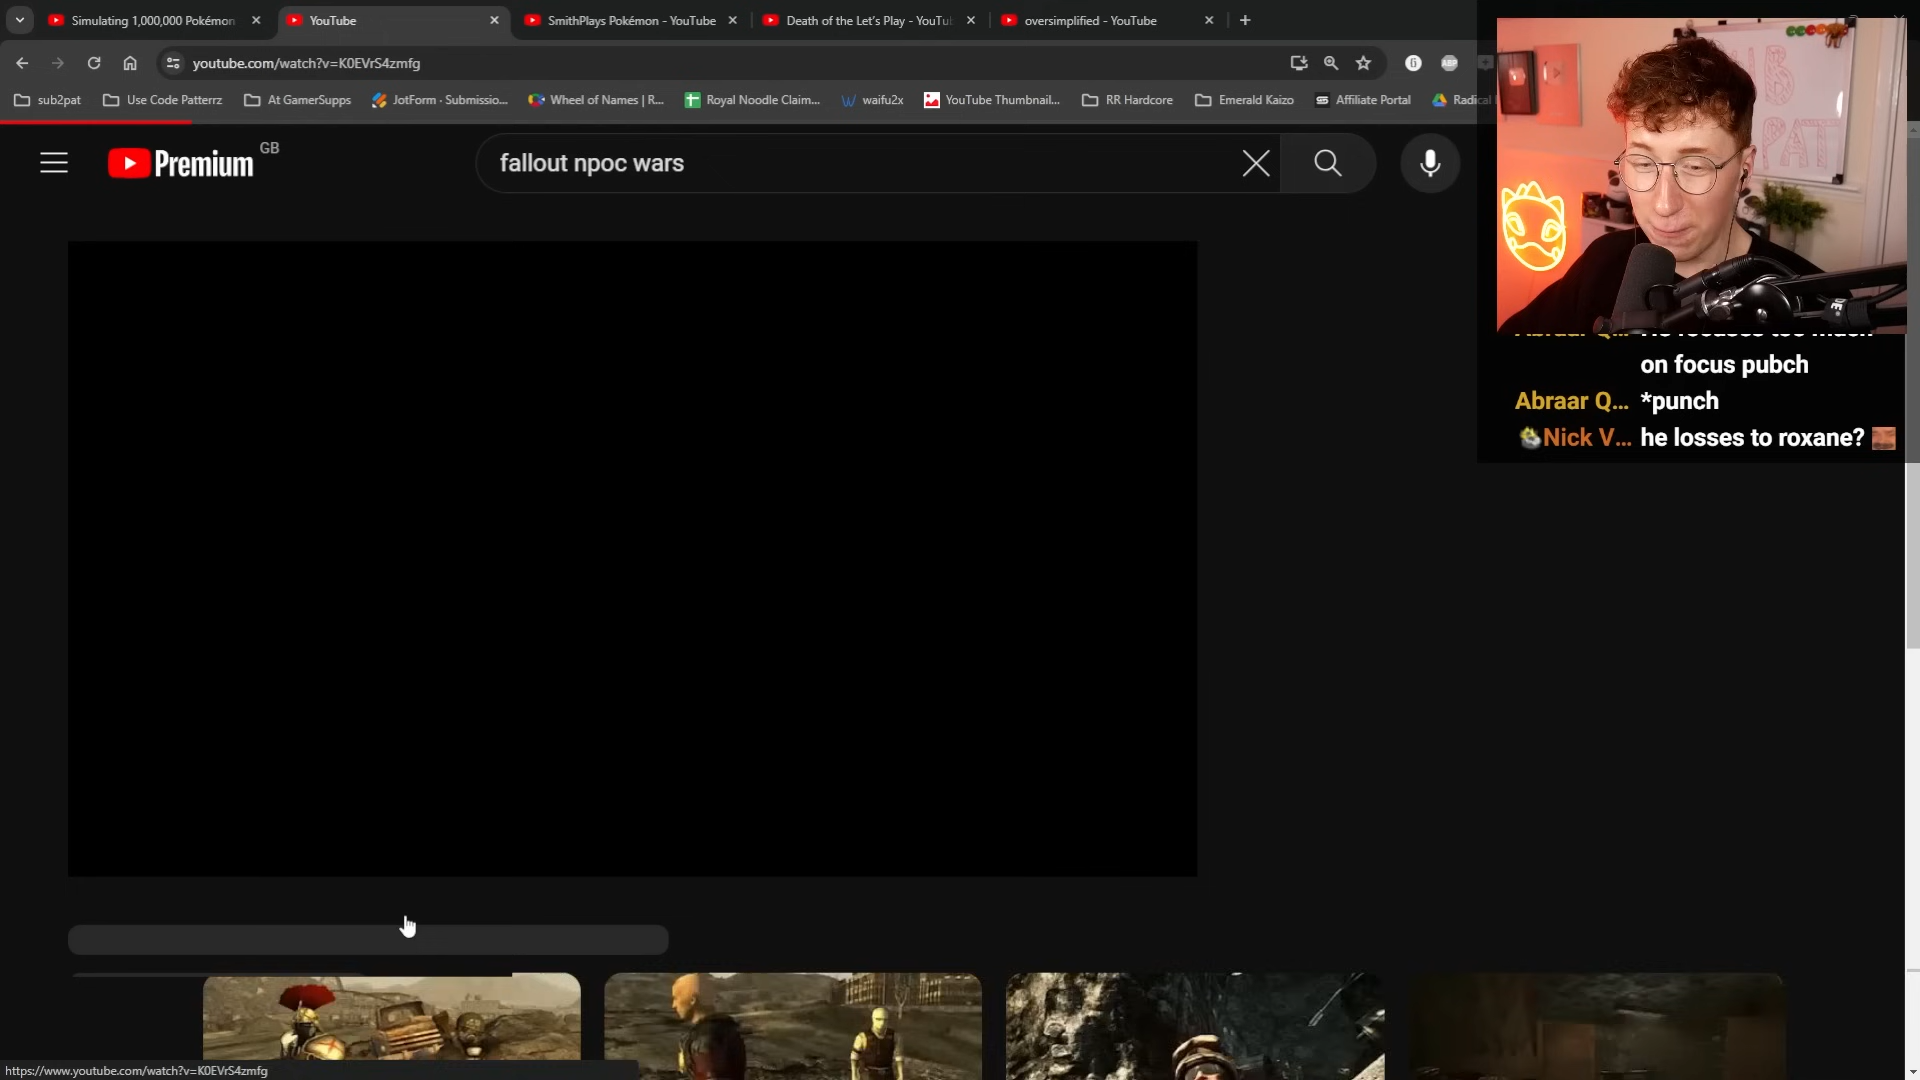 Simulating 1,000,000 Pokémon
YouTube
SmithPlays Pokémon - YouTube
Death of the Let's Play - YouTu
oversimplified - YouTube
youtube.com/watch?v=K0EVrS4zmfg
sub2pat
Use Code Patterrz
At GamerSupps
JotForm · Submissio...
Wheel of Names | R...
Royal Noodle Claim...
waifu2x
YouTube Thumbnail...
RR Hardcore
Emerald Kaizo
Affiliate Portal
Radical
Premium GB
fallout npoc wars
on focus pubch
Abraar Q... *punch
Nick V... he losses to roxane?
https://www.youtube.com/watch?v=K0EVrS4zmfg